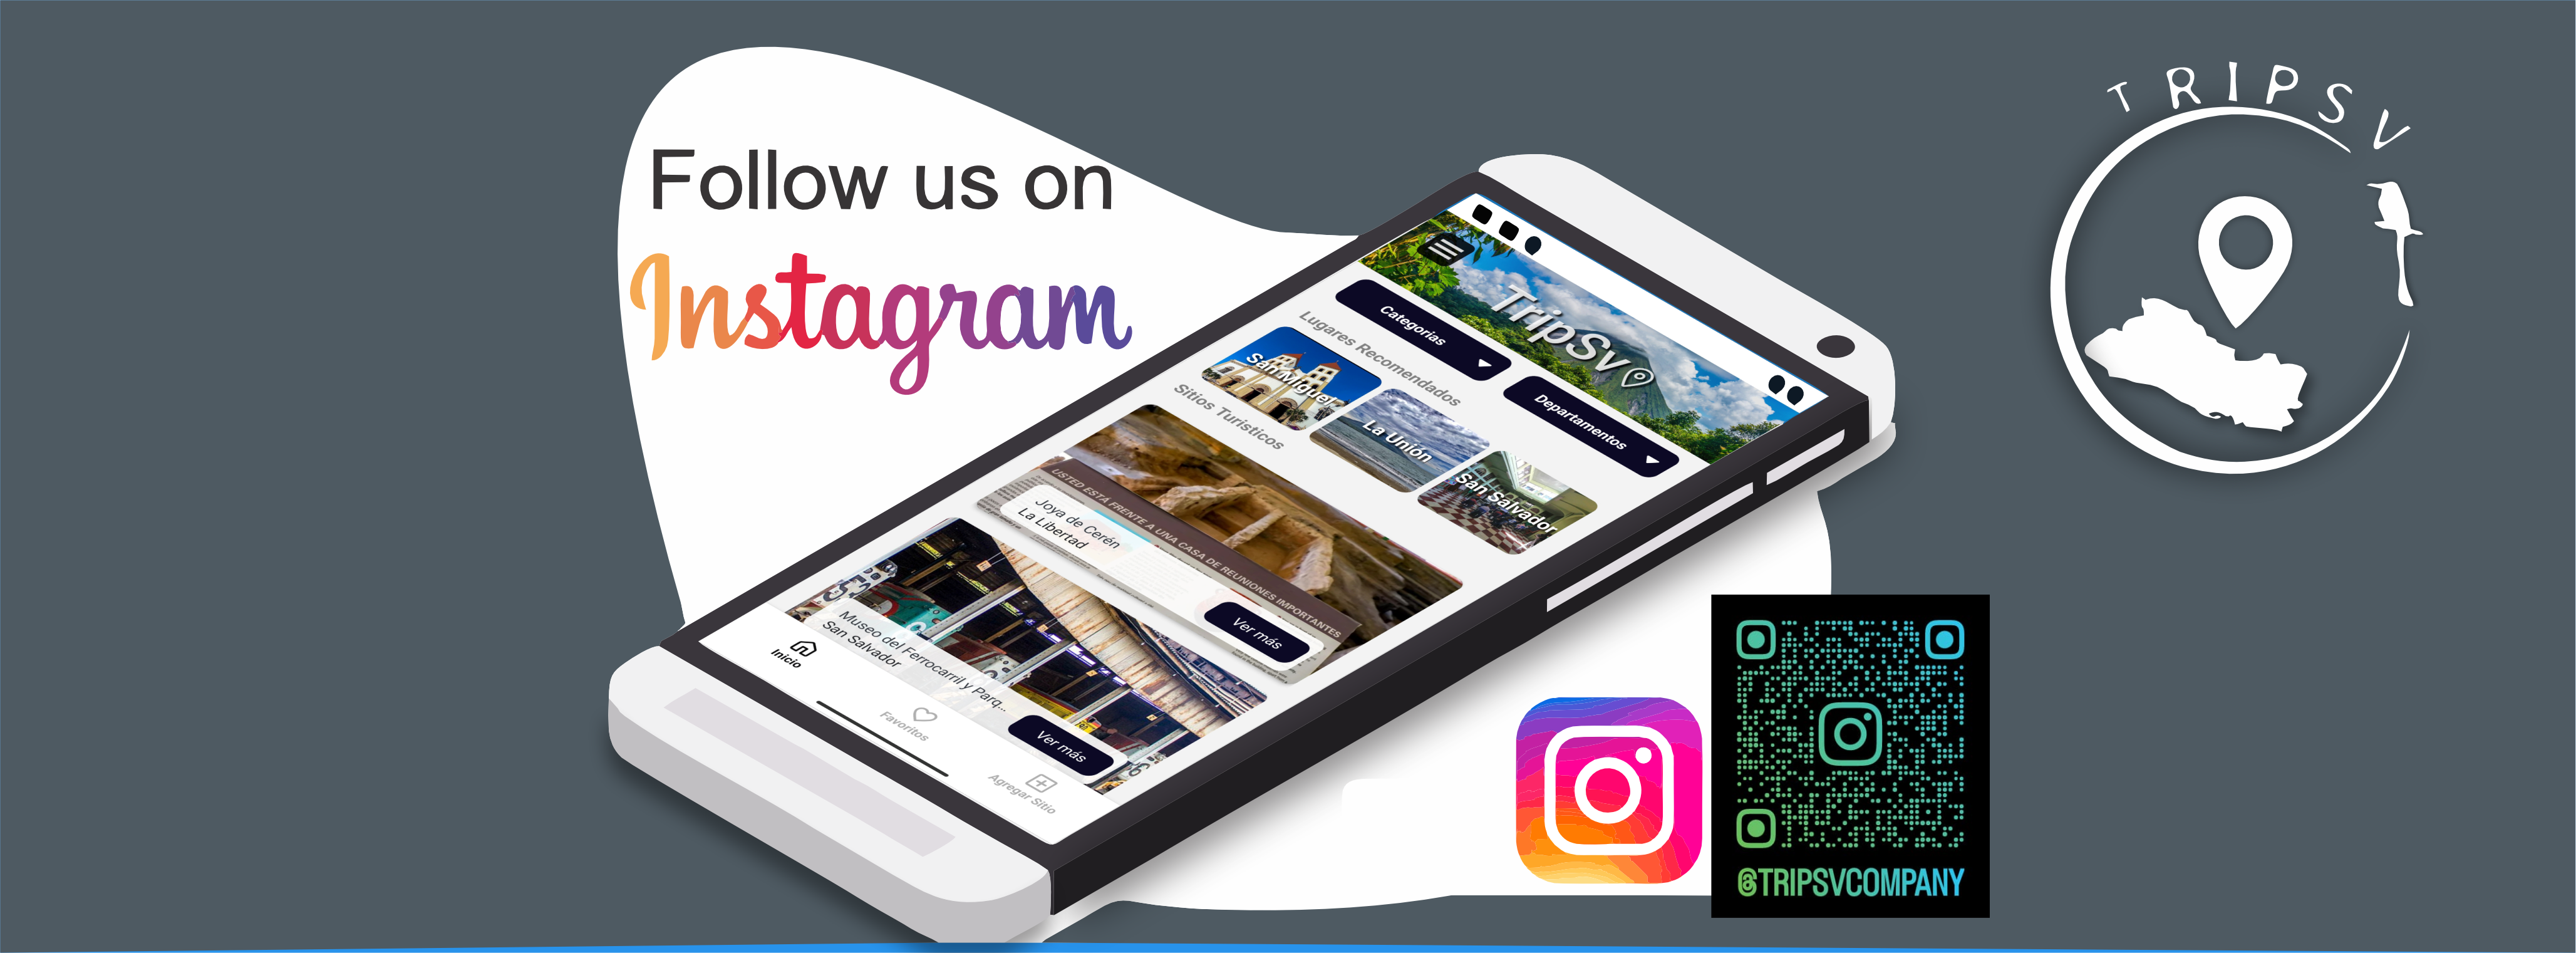 Follow us on
Instagram
TRIPSV
TripSv
Categorias
Departamentos
Lugares Recomendados
San Miguel
La Unión
San Salvador
Sitios Turisticos
USTED ESTÁ FRENTE A UNA CASA DE REUNIONES IMPORTANTES
Joya de Cerén
La Libertad
Ver más
Museo del Ferrocarril y Parq...
San Salvador
Ver más
Inicio
Favoritos
Agregar Sitio
@TRIPSVCOMPANY